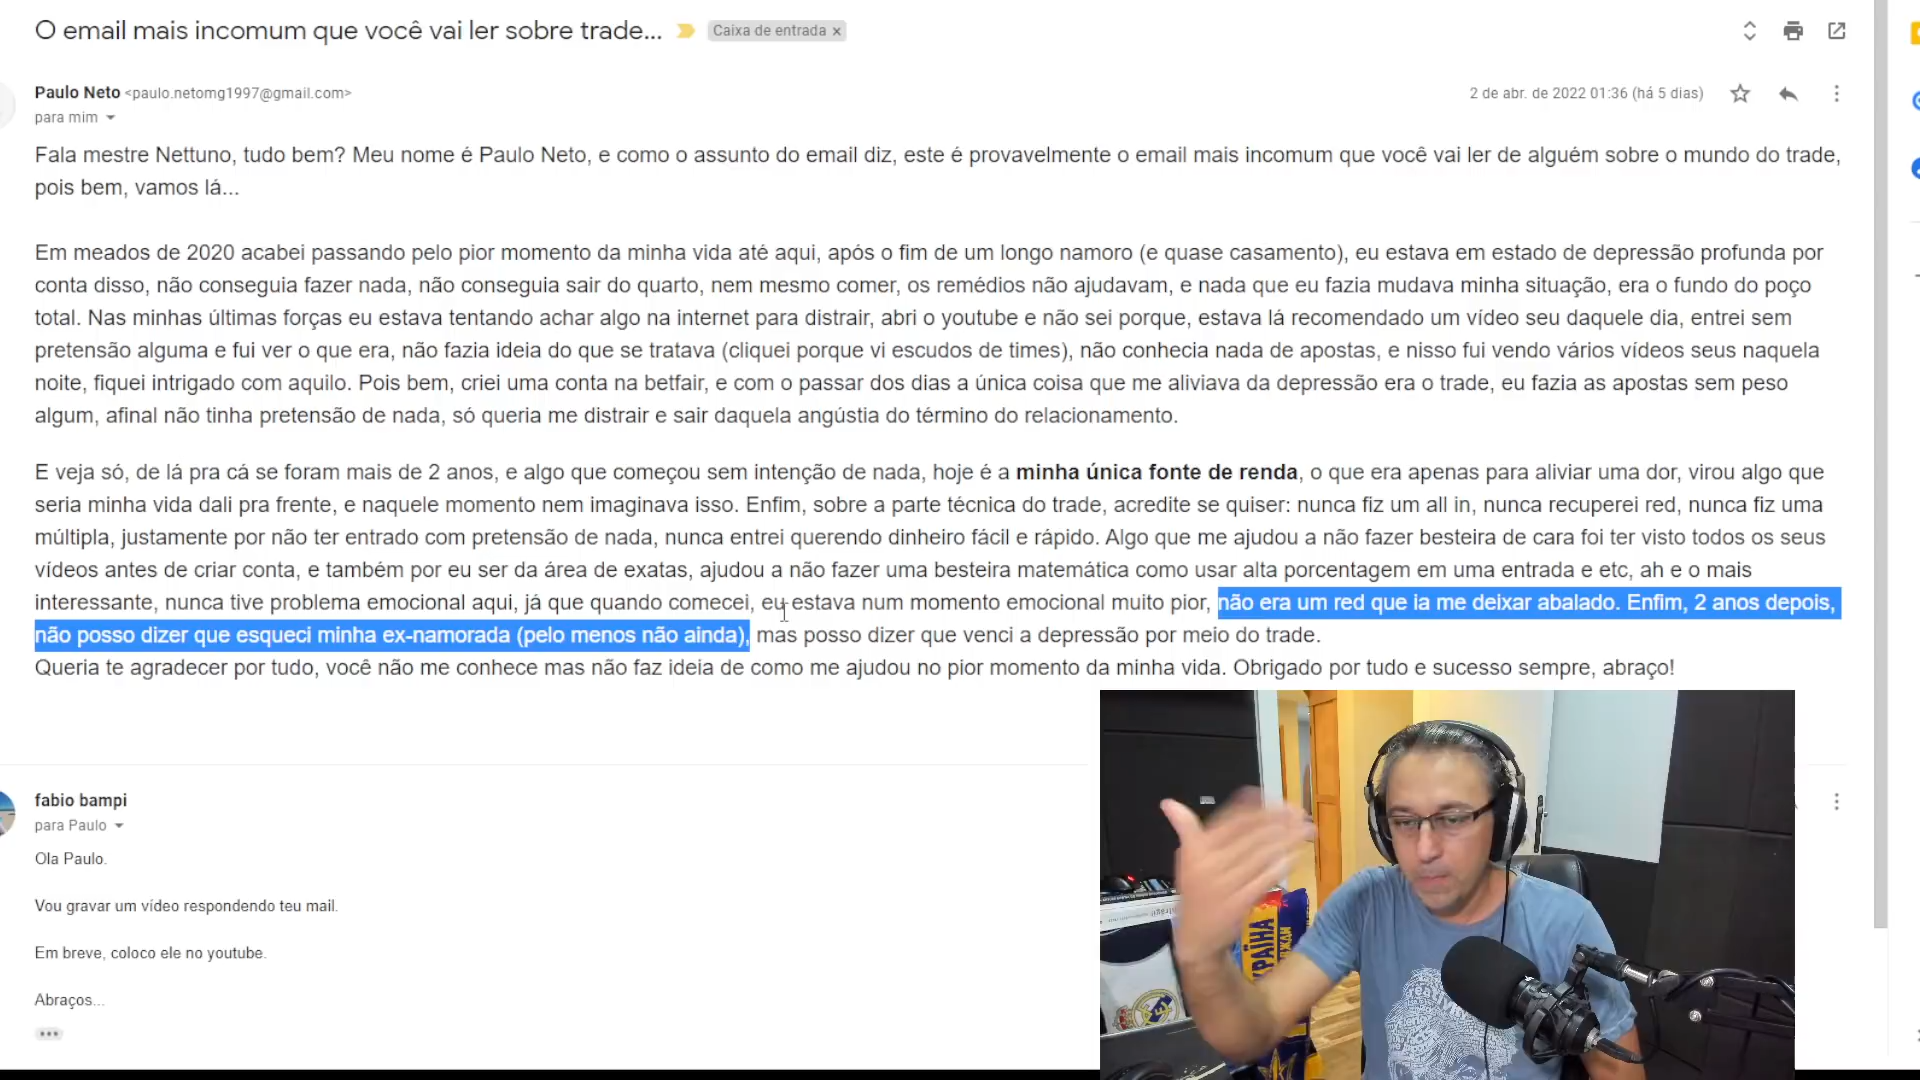 O email mais incomum que você vai ler sobre trade...
Caixa de entrada ×
Paulo Neto <paulo.netomg1997@gmail.com>
2 de abr. de 2022 01:36 (há 5 dias)
para mim
Fala mestre Nettuno, tudo bem? Meu nome é Paulo Neto, e como o assunto do email diz, este é provavelmente o email mais incomum que você vai ler de alguém sobre o mundo do trade,
pois bem, vamos lá...
Em meados de 2020 acabei passando pelo pior momento da minha vida até aqui, após o fim de um longo namoro (e quase casamento), eu estava em estado de depressão profunda por
conta disso, não conseguia fazer nada, não conseguia sair do quarto, nem mesmo comer, os remédios não ajudavam, e nada que eu fazia mudava minha situação, era o fundo do poço
total. Nas minhas últimas forças eu estava tentando achar algo na internet para distrair, abri o youtube e não sei porque, estava lá recomendado um vídeo seu daquele dia, entrei sem
pretensão alguma e fui ver o que era, não fazia ideia do que se tratava (cliquei porque vi escudos de times), não conhecia nada de apostas, e nisso fui vendo vários vídeos seus naquela
noite, fiquei intrigado com aquilo. Pois bem, criei uma conta na betfair, e com o passar dos dias a única coisa que me aliviava da depressão era o trade, eu fazia as apostas sem peso
algum, afinal não tinha pretensão de nada, só queria me distrair e sair daquela angústia do término do relacionamento.
E veja só, de lá pra cá se foram mais de 2 anos, e algo que começou sem intenção de nada, hoje é a minha única fonte de renda, o que era apenas para aliviar uma dor, virou algo que
seria minha vida dali pra frente, e naquele momento nem imaginava isso. Enfim, sobre a parte técnica do trade, acredite se quiser: nunca fiz um all in, nunca recuperei red, nunca fiz uma
múltipla, justamente por não ter entrado com pretensão de nada, nunca entrei querendo dinheiro fácil e rápido. Algo que me ajudou a não fazer besteira de cara foi ter visto todos os seus
vídeos antes de criar conta, e também por eu ser da área de exatas, ajudou a não fazer uma besteira matemática como usar alta porcentagem em uma entrada e etc, ah e o mais
interessante, nunca tive problema emocional aqui, já que quando comecei, eu estava num momento emocional muito pior, não era um red que ia me deixar abalado. Enfim, 2 anos depois,
não posso dizer que esqueci minha ex-namorada (pelo menos não ainda), mas posso dizer que venci a depressão por meio do trade.
Queria te agradecer por tudo, você não me conhece mas não faz ideia de como me ajudou no pior momento da minha vida. Obrigado por tudo e sucesso sempre, abraço!
fabio bampi
para Paulo
Ola Paulo.
Vou gravar um vídeo respondendo teu mail.
Em breve, coloco ele no youtube.
Abraços...